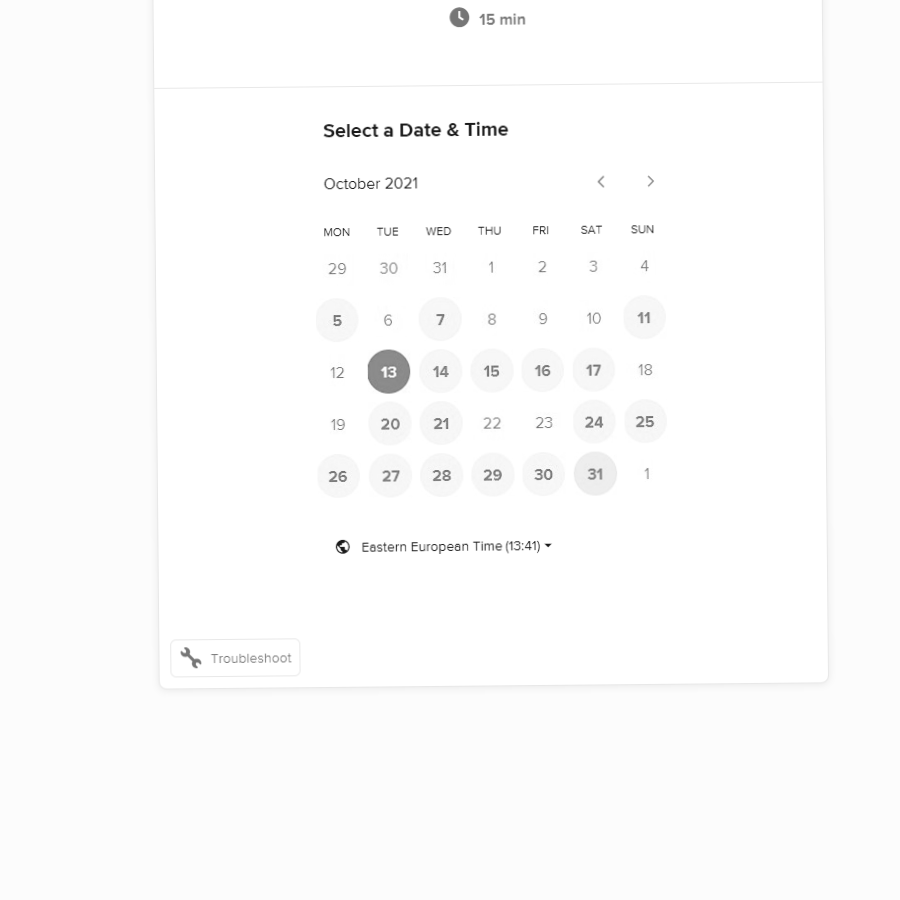 15 min
Select a Date & Time
October 2021
MON TUE WED THU FRI SAT SUN
29 30 31 1 2 3 4
5 6 7 8 9 10 11
12 13 14 15 16 17 18
19 20 21 22 23 24 25
26 27 28 29 30 31 1
Eastern European Time (13:41)
Troubleshoot